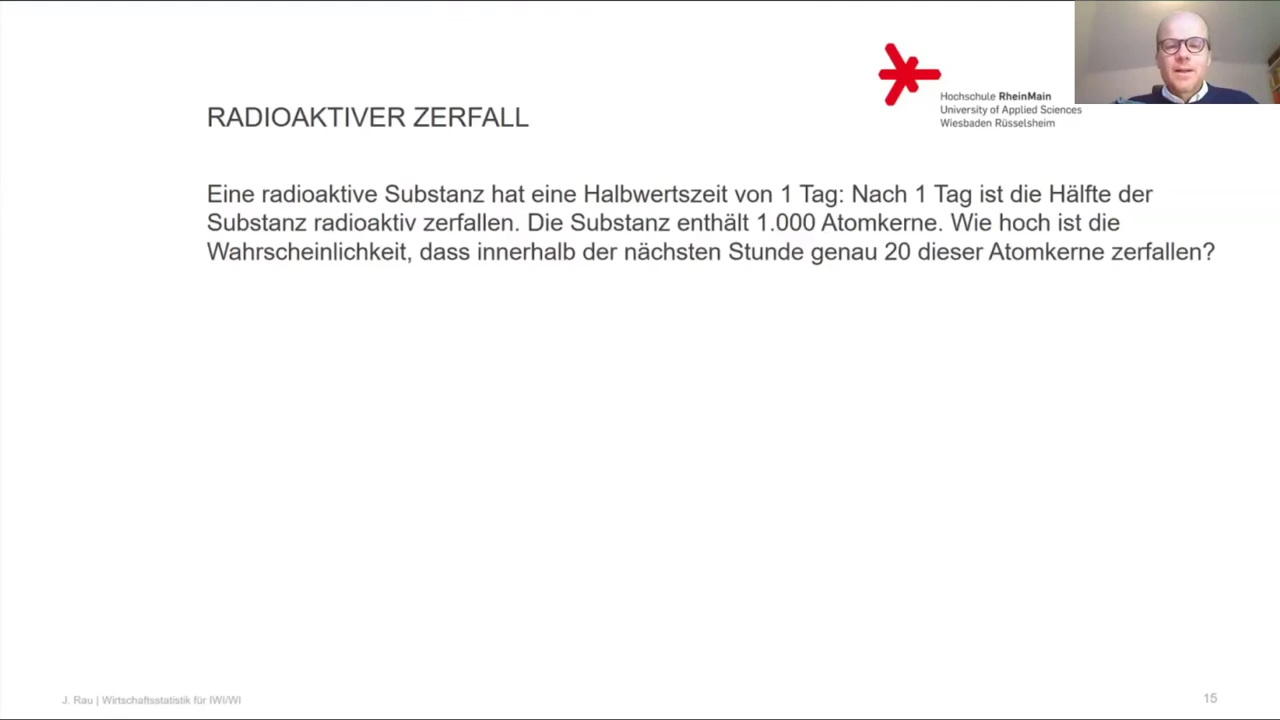 Hochschule RheinMain
University of Applied Sciences
Wiesbaden Rüsselsheim
RADIOAKTIVER ZERFALL
Eine radioaktive Substanz hat eine Halbwertszeit von 1 Tag: Nach 1 Tag ist die Hälfte der
Substanz radioaktiv zerfallen. Die Substanz enthält 1.000 Atomkerne. Wie hoch ist die
Wahrscheinlichkeit, dass innerhalb der nächsten Stunde genau 20 dieser Atomkerne zerfallen?
J. Rau | Wirtschaftsstatistik für IWI/WI
15